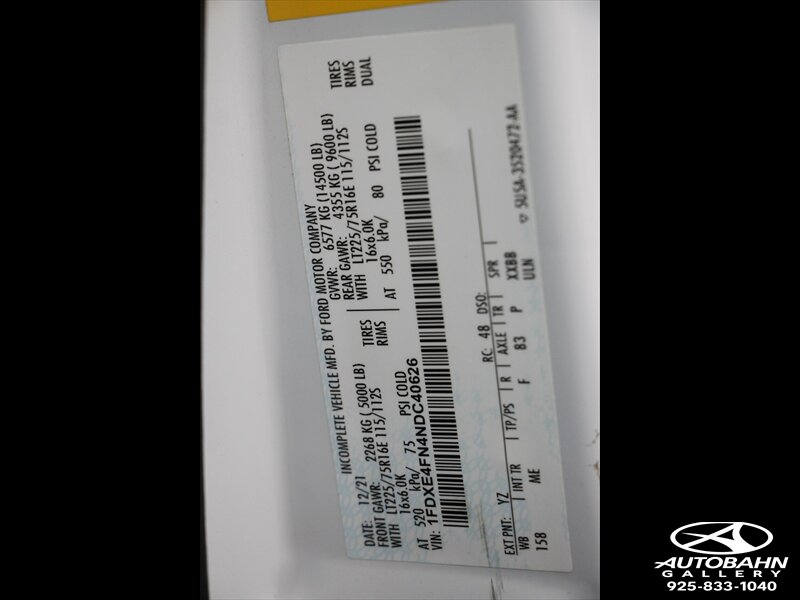 INCOMPLETE VEHICLE MFD. BY FORD MOTOR COMPANY
DATE: 12/21 GVWR: 6577 KG (14500 LB)
FRONT GAWR: 2268 KG (5000 LB) REAR GAWR: 4355 KG (9600 LB)
WITH LT225/75R16E 115/112S TIRES WITH LT225/75R16E 115/112S TIRES
16x6.0K RIMS 16x6.0K RIMS
AT 520 kPa/ 75 PSI COLD AT 550 kPa/ 80 PSI COLD DUAL
VIN: 1FDXE4FN4NDC40626
EXT PNT: YZ RC: 48 DSO:
WB INT TR TP/PS R AXLE TR SPR
158 ME F 83 P XXBB
ULN
SU5A-3520472-AA
AUTOBAHN
GALLERY
925-833-1040